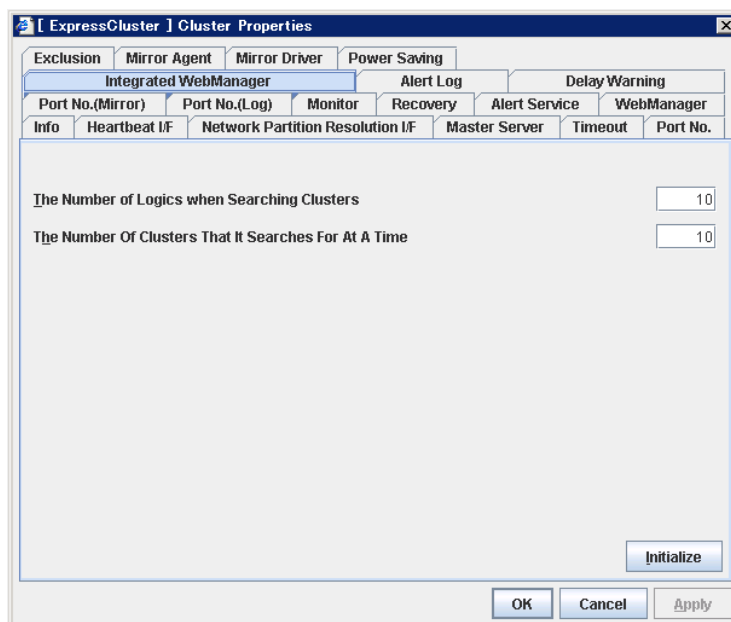 [ ExpressCluster ] Cluster Properties
Exclusion Mirror Agent Mirror Driver Power Saving
Integrated WebManager Alert Log Delay Warning
Port No.(Mirror) Port No.(Log) Monitor Recovery Alert Service WebManager
Info Heartbeat I/F Network Partition Resolution I/F Master Server Timeout Port No.
The Number of Logics when Searching Clusters 10
The Number Of Clusters That It Searches For At A Time 10
Initialize
OK Cancel Apply